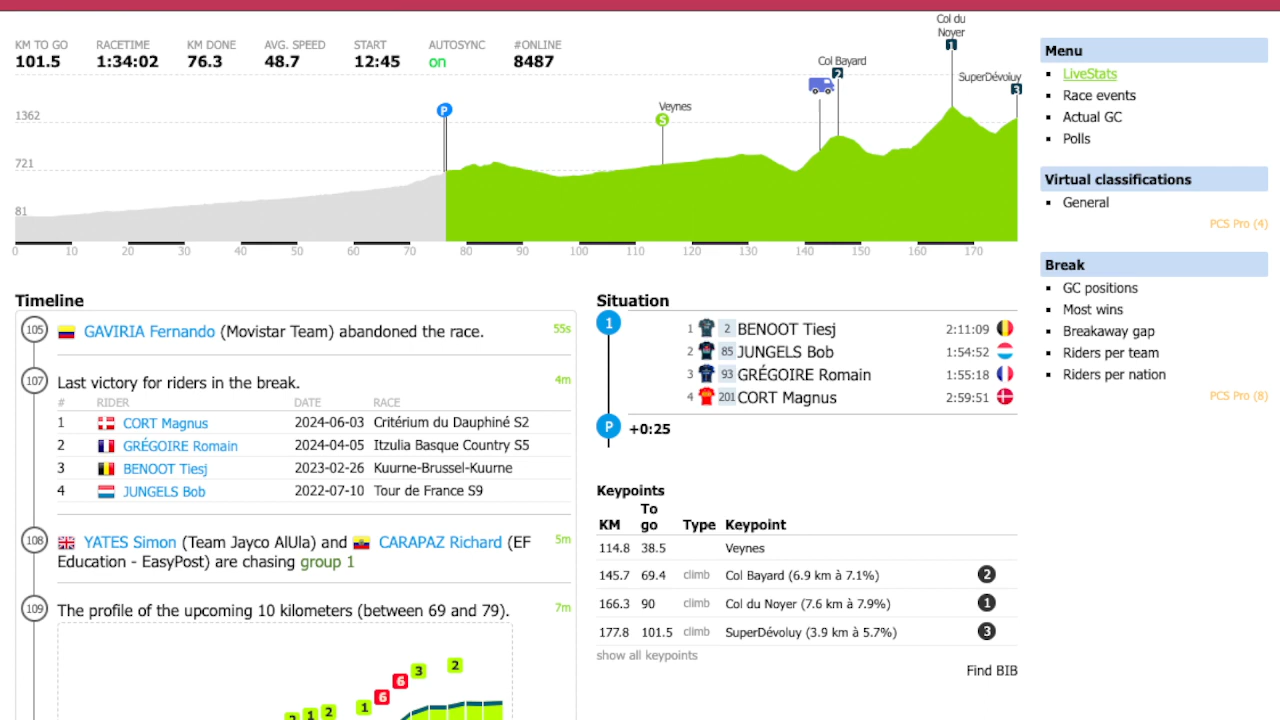 KM TO GO RACETIME KM DONE AVG. SPEED START AUTOSYNC #ONLINE
101.5 1:34:02 76.3 48.7 12:45 on 8487
Col du
Noyer
1
Col Bayard
2
SuperDévoluy
3
P
Veynes
S
1362
721
81
0 10 20 30 40 50 60 70 80 90 100 110 120 130 140 150 160 170
Timeline
105 GAVIRIA Fernando (Movistar Team) abandoned the race. 55s
107 Last victory for riders in the break. 4m
# RIDER DATE RACE
1 CORT Magnus 2024-06-03 Critérium du Dauphiné S2
2 GRÉGOIRE Romain 2024-04-05 Itzulia Basque Country S5
3 BENOOT Tiesj 2023-02-26 Kuurne-Brussel-Kuurne
4 JUNGELS Bob 2022-07-10 Tour de France S9
108 YATES Simon (Team Jayco AlUla) and CARAPAZ Richard (EF 5m
Education - EasyPost) are chasing group 1
109 The profile of the upcoming 10 kilometers (between 69 and 79). 7m
2 1 2 1 6 6 3 2
Situation
1
1 2 BENOOT Tiesj 2:11:09
2 85 JUNGELS Bob 1:54:52
3 93 GRÉGOIRE Romain 1:55:18
4 201 CORT Magnus 2:59:51
P +0:25
Keypoints
To
KM go Type Keypoint
114.8 38.5 Veynes
145.7 69.4 climb Col Bayard (6.9 km à 7.1%) 2
166.3 90 climb Col du Noyer (7.6 km à 7.9%) 1
177.8 101.5 climb SuperDévoluy (3.9 km à 5.7%) 3
show all keypoints
Find BIB
Menu
LiveStats
Race events
Actual GC
Polls
Virtual classifications
General
PCS Pro (4)
Break
GC positions
Most wins
Breakaway gap
Riders per team
Riders per nation
PCS Pro (8)